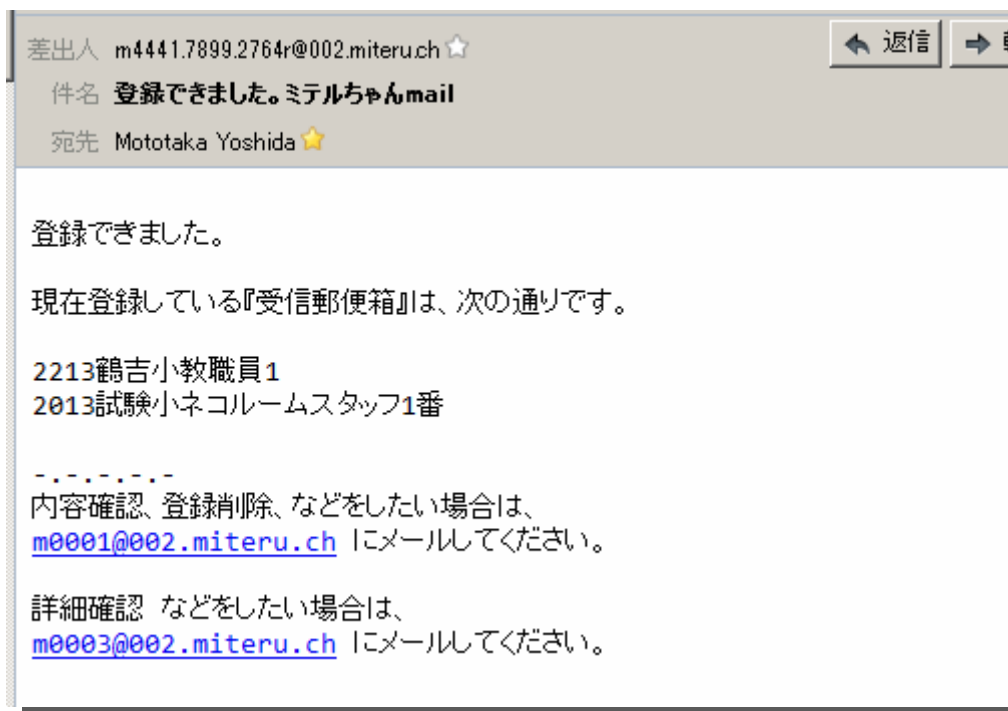 差出人 m4441.7899.2764r@002.miteru.ch
返信
件名 登録できました。ミテルちゃんmail
宛先 Mototaka Yoshida
登録できました。
現在登録している『受信郵便箱』は、次の通りです。
2213鶴吉小教職員1
2013試験小ネコルームスタッフ1番
-.-.-.-.-
内容確認、登録削除、などをしたい場合は、
m0001@002.miteru.ch にメールしてください。
詳細確認 などをしたい場合は、
m0003@002.miteru.ch にメールしてください。